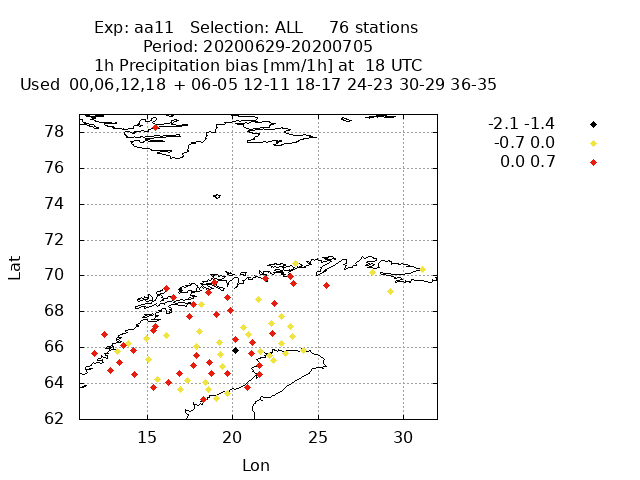 Exp: aa11 Selection: ALL 76 stations
Period: 20200629-20200705
1h Precipitation bias [mm/1h] at 18 UTC
Used 00,06,12,18 + 06-05 12-11 18-17 24-23 30-29 36-35
-2.1 -1.4
-0.7 0.0
0.0 0.7
78
76
74
72
70
68
66
64
62
Lat
15 20 25 30
Lon